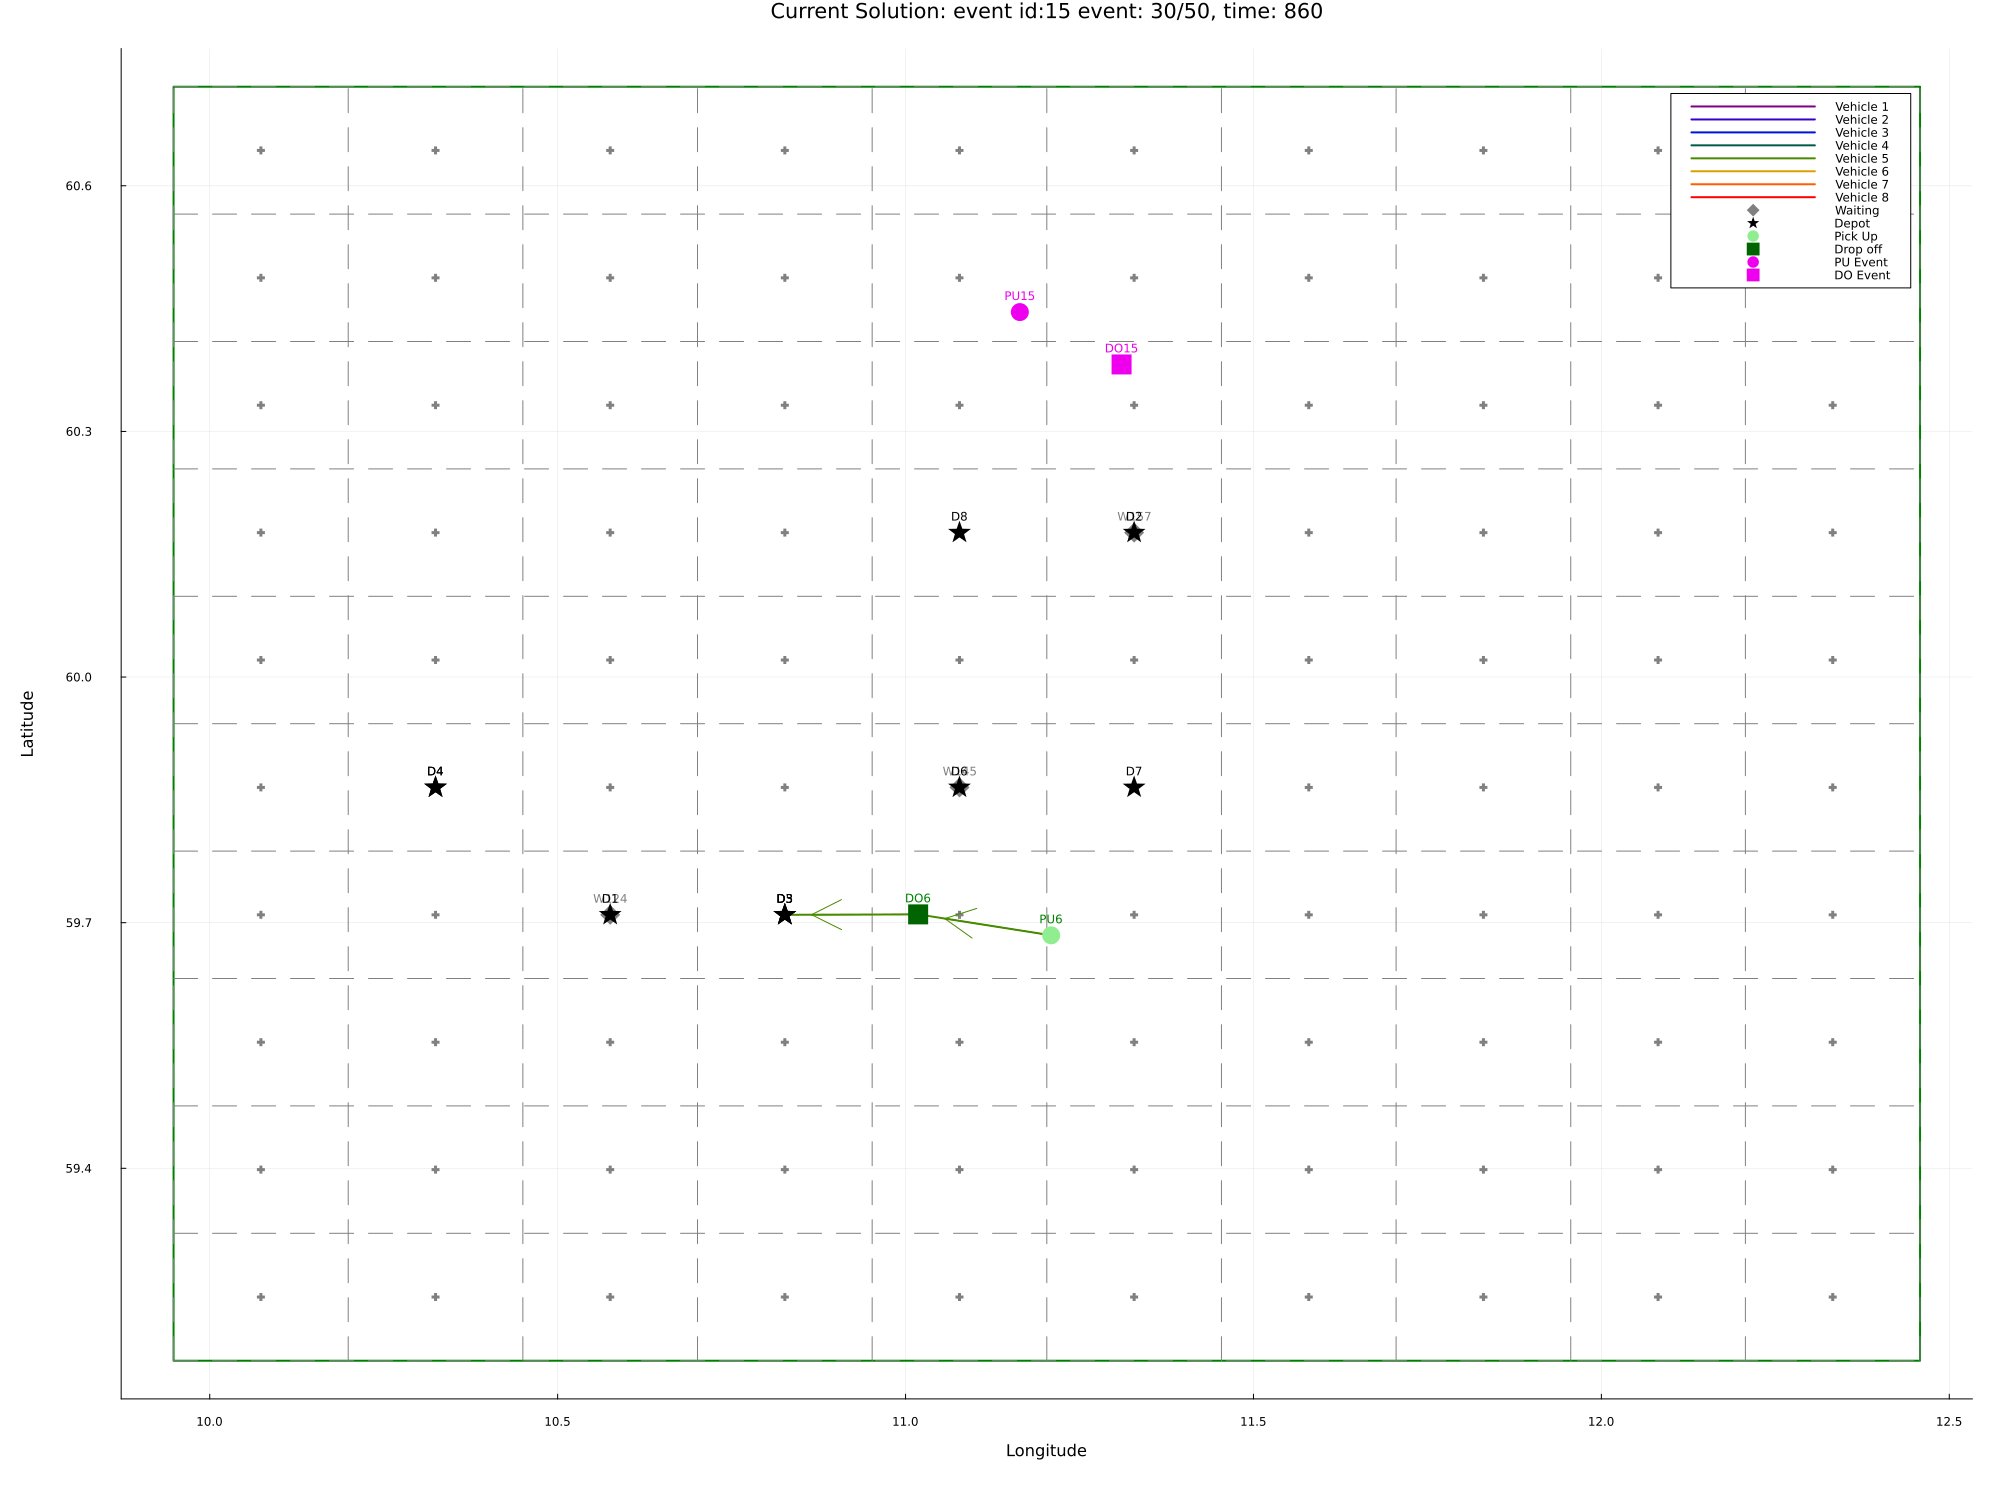 Current Solution: event id:15 event: 30/50, time: 860
Vehicle 1
Vehicle 2
Vehicle 3
Vehicle 4
Vehicle 5
Vehicle 6
Vehicle 7
Vehicle 8
Waiting
Depot
Pick Up
Drop off
PU Event
DO Event
60.6
PU15
DO15
60.3
D8
D2
60.0
Latitude
D4
D6
D7
D1
DO6
PU6
59.7
59.4
10.0
10.5
11.0
11.5
12.0
12.5
Longitude